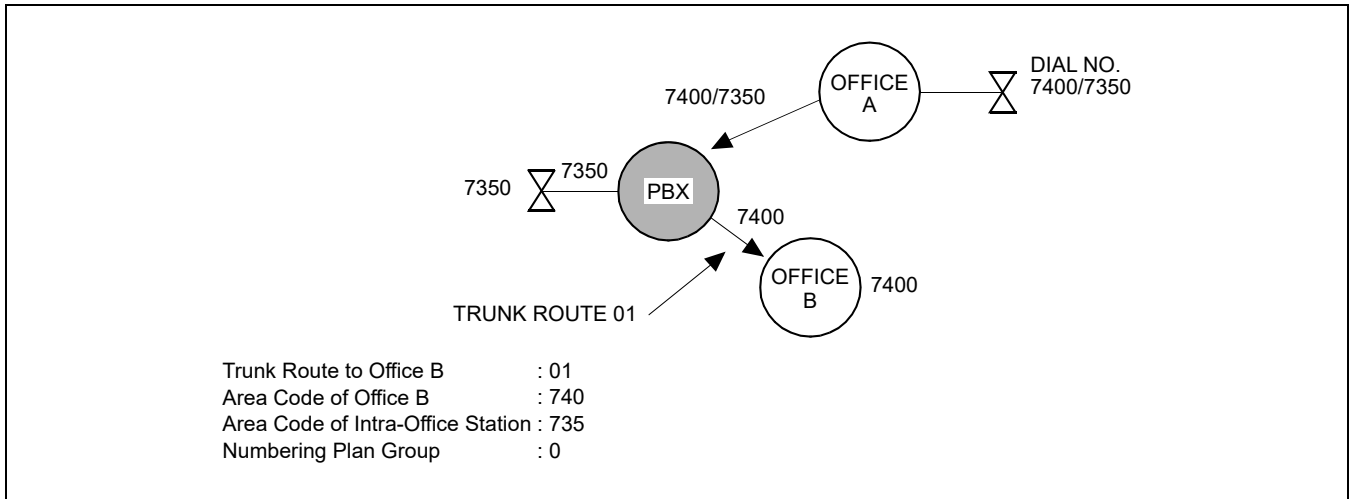 DIAL NO.
7400/7350
OFFICE
A
7400/7350
7350
7350
PBX
7400
OFFICE
B
7400
TRUNK ROUTE 01
Trunk Route to Office B : 01
Area Code of Office B : 740
Area Code of Intra-Office Station : 735
Numbering Plan Group : 0